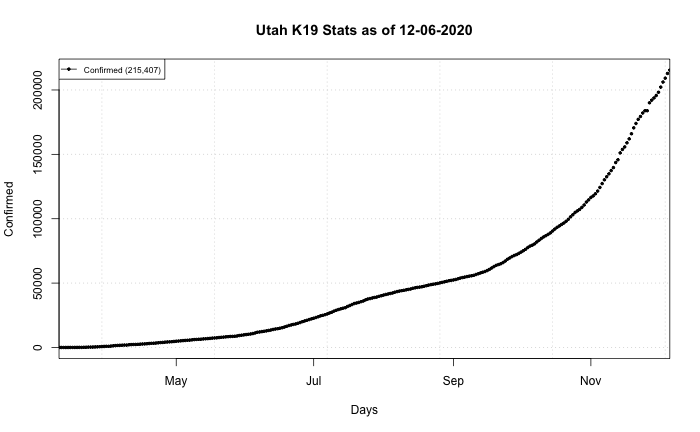 Utah K19 Stats as of 12-06-2020
Confirmed (215,407)
200000
150000
100000
50000
0
Confirmed
May Jul Sep Nov
Days